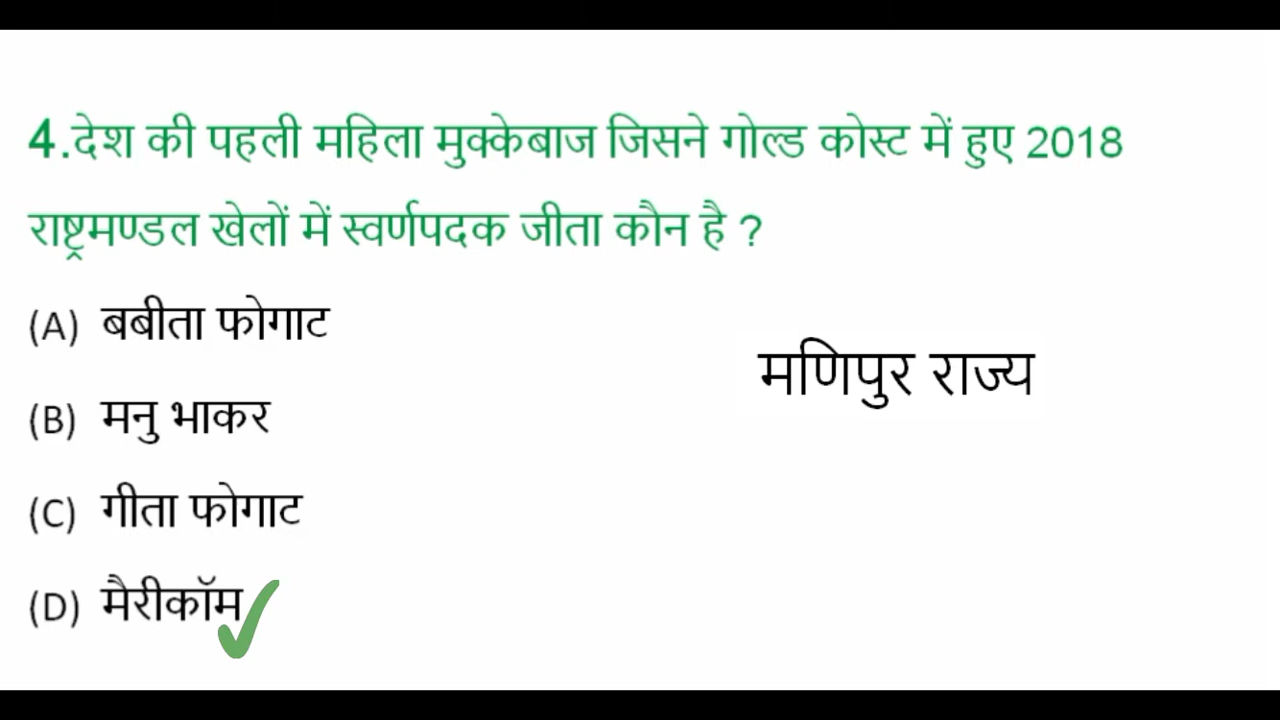 4.देश की पहली महिला मुक्केबाज जिसने गोल्ड कोस्ट में हुए 2018
राष्ट्रमण्डल खेलों में स्वर्णपदक जीता कौन है ?
(A) बबीता फोगाट
मणिपुर राज्य
(B) मनु भाकर
(C) गीता फोगाट
(D) मैरीकॉम